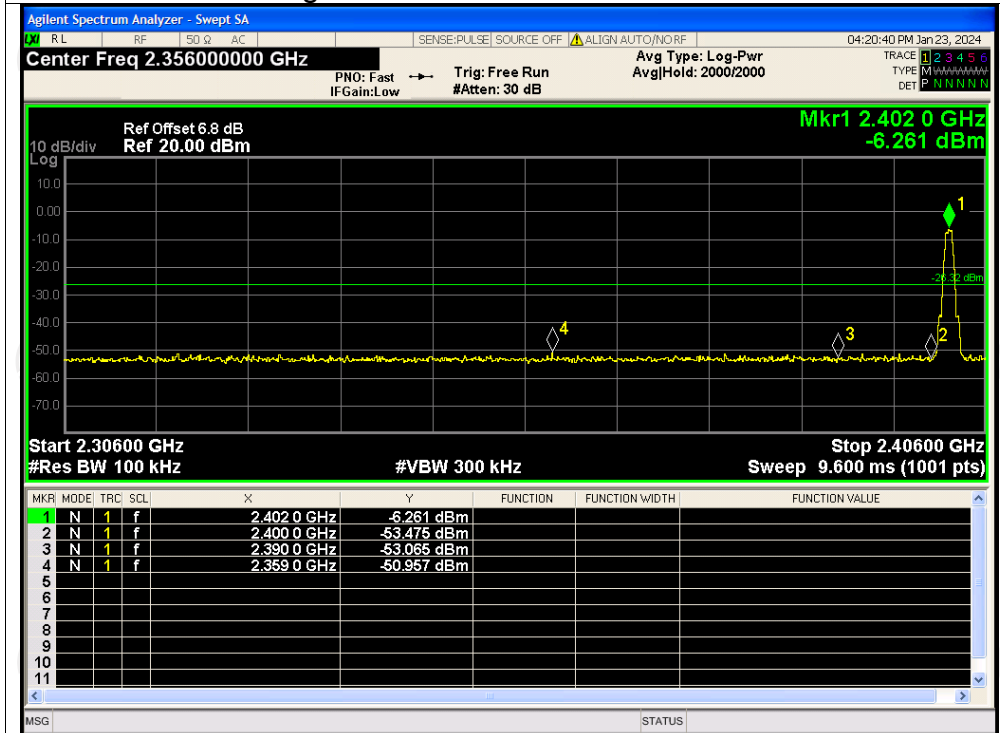 Agilent Spectrum Analyzer - Swept SA
LXI RL RF 50 Ω AC SENSE:PULSE SOURCE OFF ALIGN AUTO/NO RF 04:20:40 PM Jan 23, 2024
Center Freq 2.356000000 GHz
PNO: Fast
IFGain:Low
Trig: Free Run
#Atten: 30 dB
Avg Type: Log-Pwr
Avg|Hold: 2000/2000
TRACE 1 2 3 4 5 6
TYPE M
DET P N N N N N
Mkr1 2.402 0 GHz
-6.261 dBm
Ref Offset 6.8 dB
10 dB/div Ref 20.00 dBm
Log
10.0
0.00
-10.0
-20.0
-30.0
-40.0
-50.0
-60.0
-70.0
1
-26.32 dBm
4
3
2
Start 2.30600 GHz Stop 2.40600 GHz
#Res BW 100 kHz #VBW 300 kHz Sweep 9.600 ms (1001 pts)
MKR MODE TRC SCL X Y FUNCTION FUNCTION WIDTH FUNCTION VALUE
1 N 1 f 2.402 0 GHz -6.261 dBm
2 N 1 f 2.400 0 GHz -53.475 dBm
3 N 1 f 2.390 0 GHz -53.065 dBm
4 N 1 f 2.359 0 GHz -50.957 dBm
5
6
7
8
9
10
11
MSG STATUS